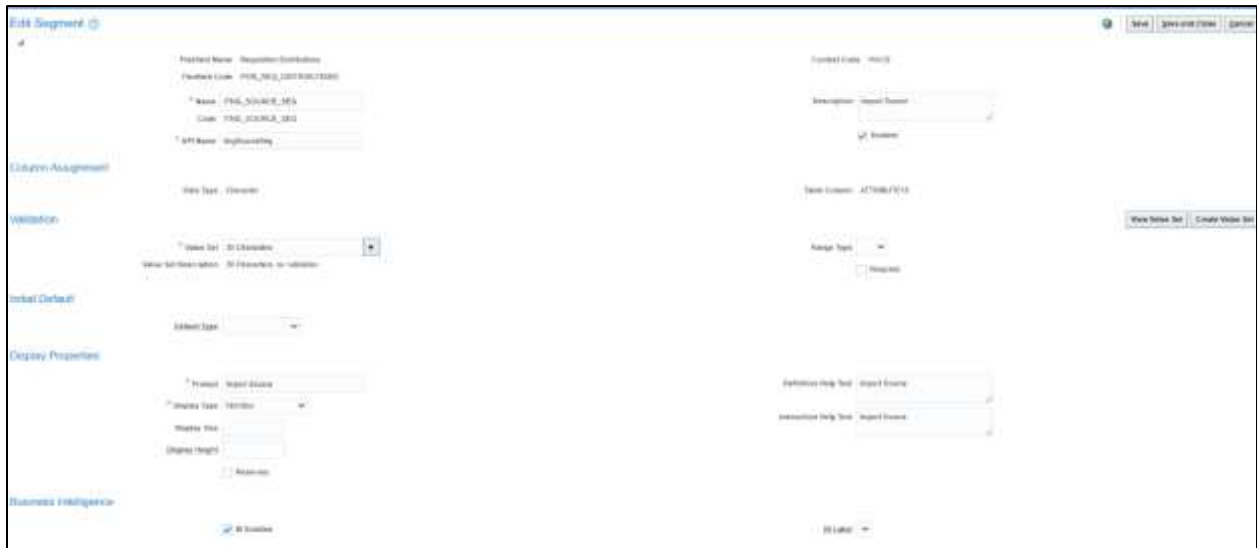 Edit Segment
Save Save and Close Cancel
Flexfield Name Requisition Distributions
Context Code
Flexfield Code POR_REQ_DISTRIBUTIONS
* Name
Description Import Source
Code
Enabled
* API Name
Column Assignment
Data Type Character
Table Column
Validation
View Value Set Create Value Set
* Value Set 30 Characters
Range Type
Value Set Description 30 Characters, no validation
Required
Initial Default
Default Type
Display Properties
* Prompt Import Source
Definition Help Text Import Source
* Display Type Text Box
Instruction Help Text Import Source
Display Size
Display Height
Read-only
Business Intelligence
BI Enabled
BI Label